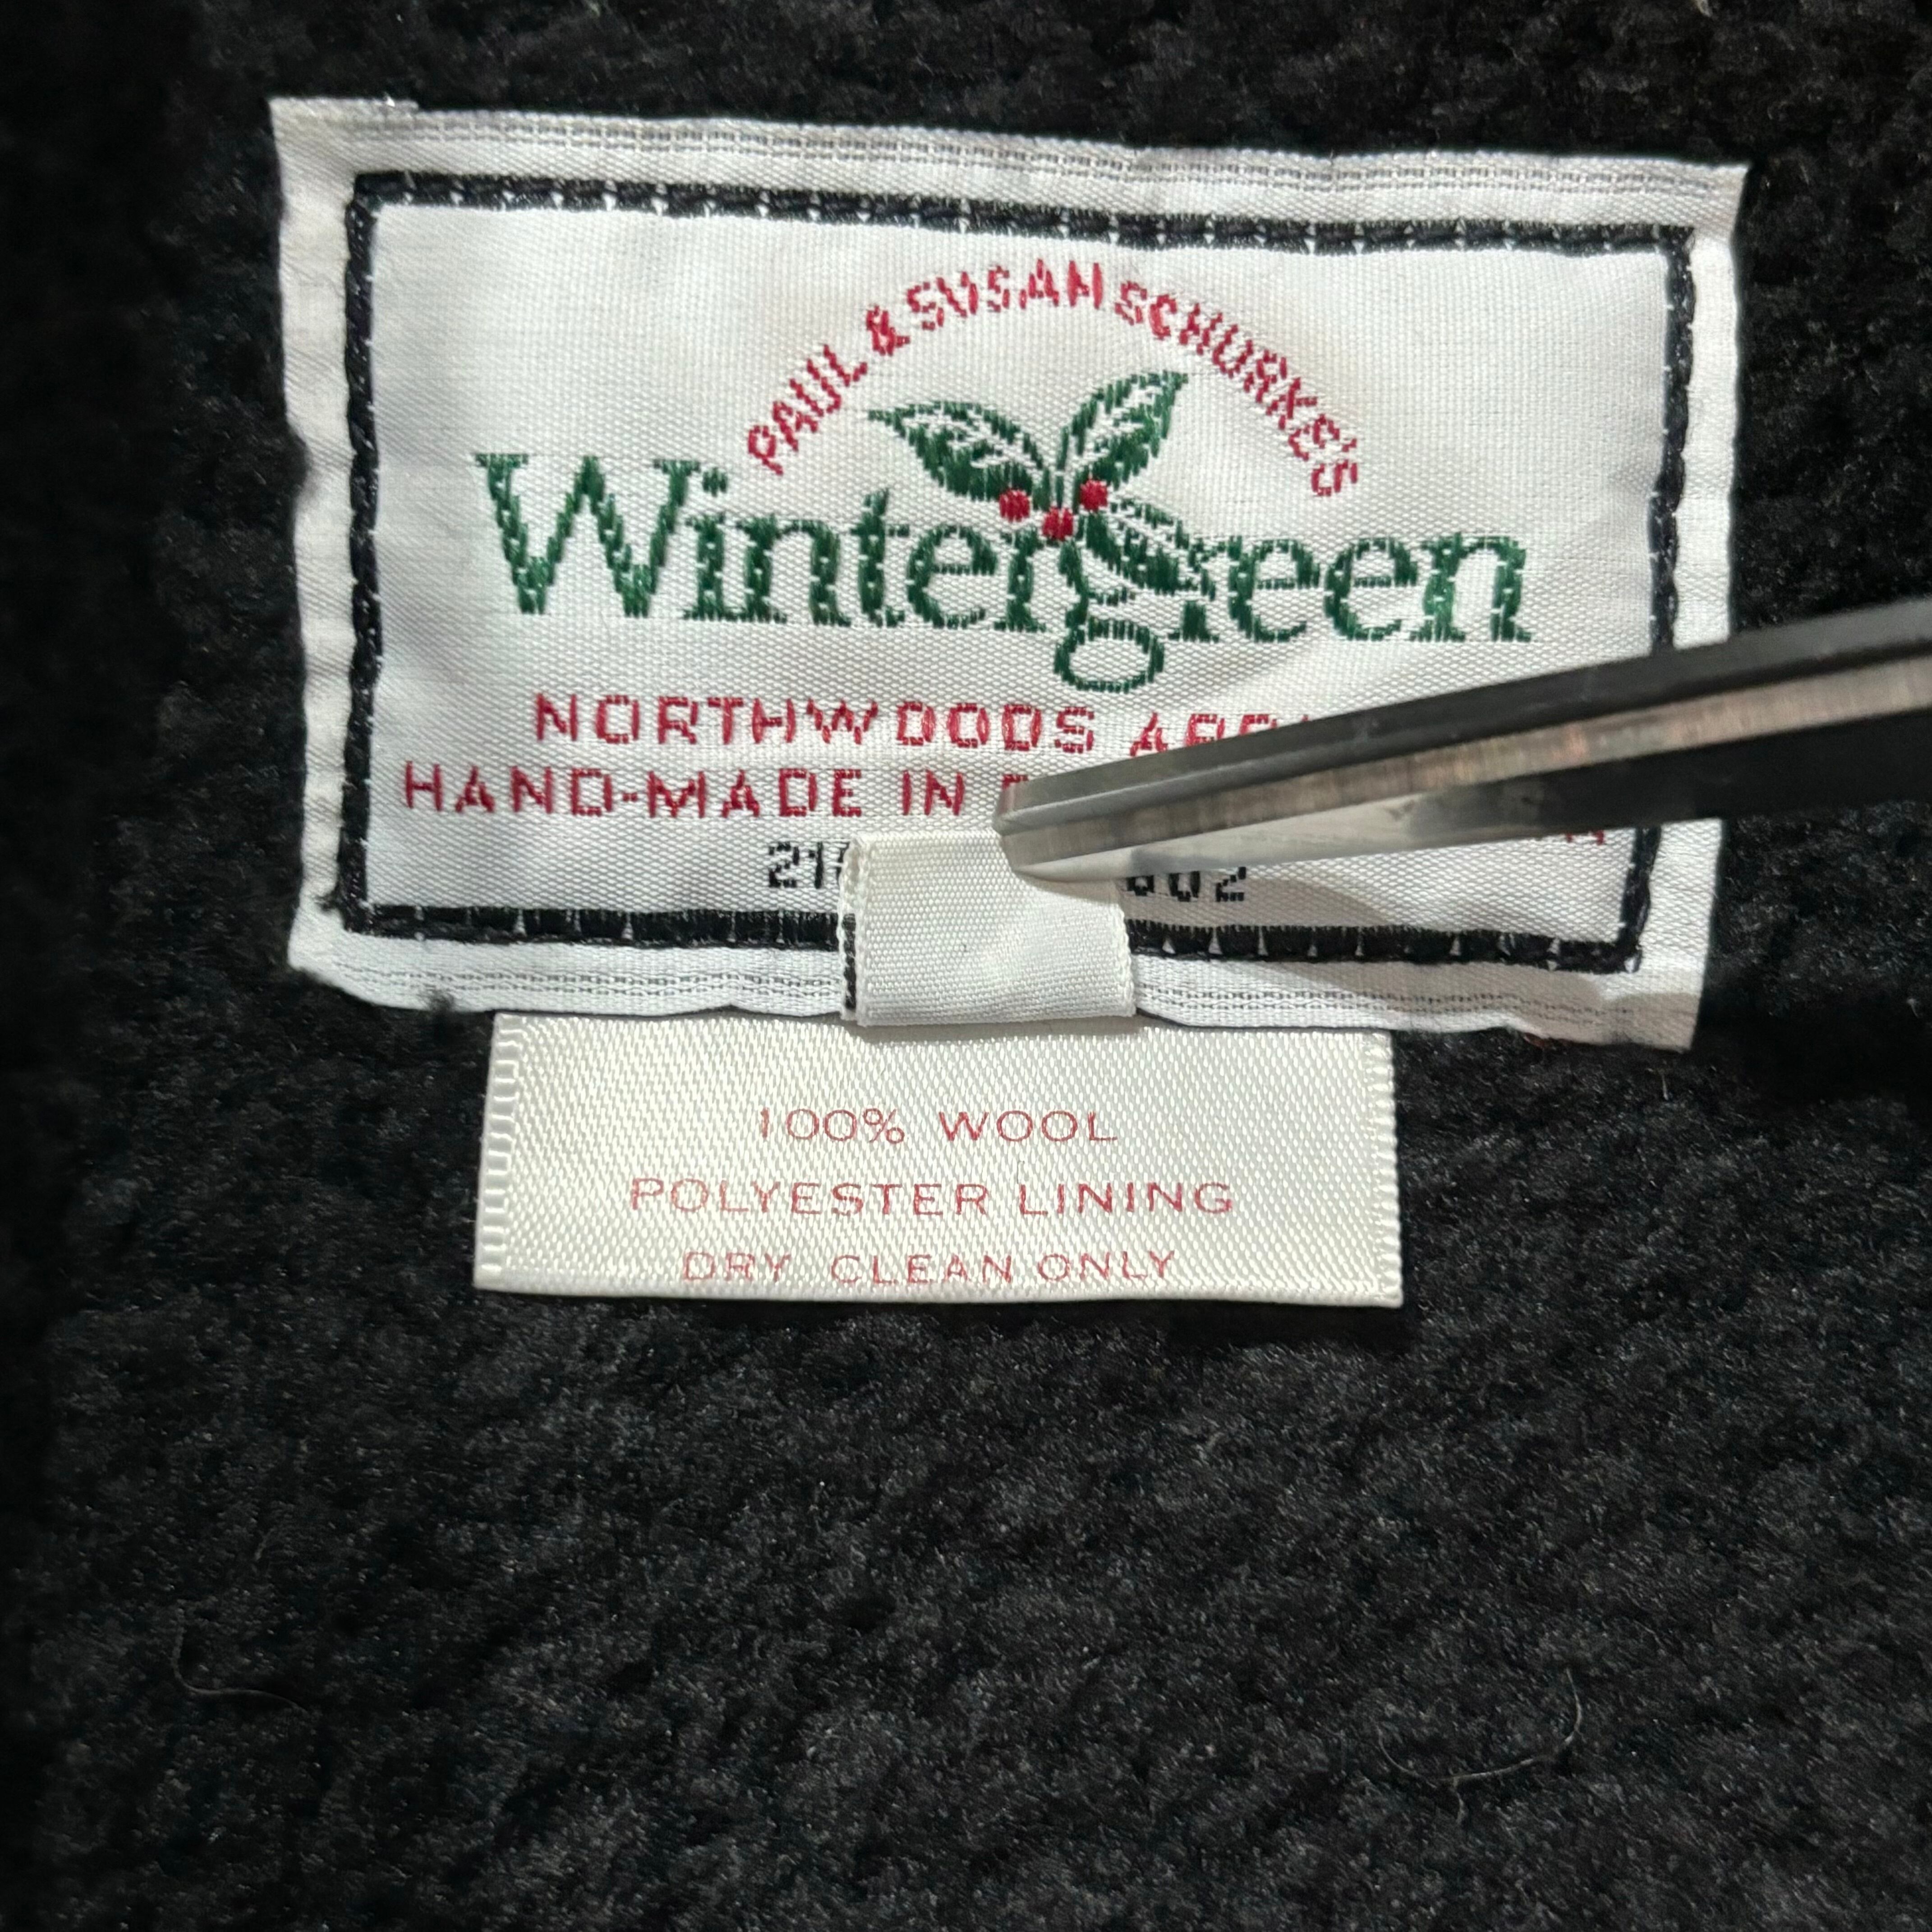 PAUL & SUSAN SCHURKE'S
Wintergreen
NORTHWOODS
HAND-MADE IN
100% WOOL
POLYESTER LINING
DRY CLEAN ONLY